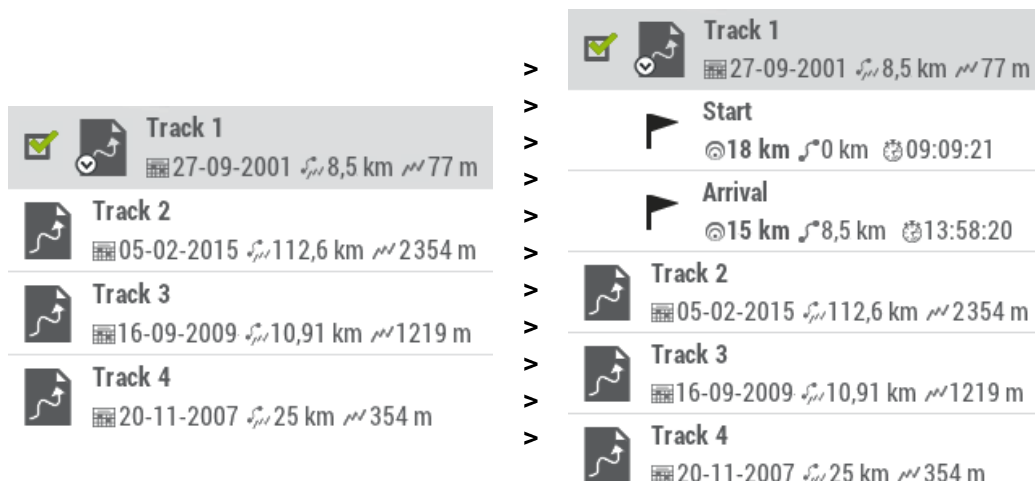 Track 1
27-09-2001 8,5 km 77 m
Track 2
05-02-2015 112,6 km 2354 m
Track 3
16-09-2009 10,91 km 1219 m
Track 4
20-11-2007 25 km 354 m
>
>
>
>
>
>
>
>
>
>
>
Track 1
27-09-2001 8,5 km 77 m
Start
18 km 0 km 09:09:21
Arrival
15 km 8,5 km 13:58:20
Track 2
05-02-2015 112,6 km 2354 m
Track 3
16-09-2009 10,91 km 1219 m
Track 4
20-11-2007 25 km 354 m